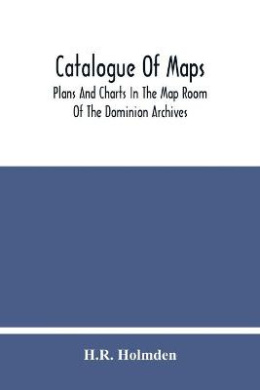 Catalogue Of Maps
Plans And Charts In The Map Room
Of The Dominion Archives
H.R. Holmden